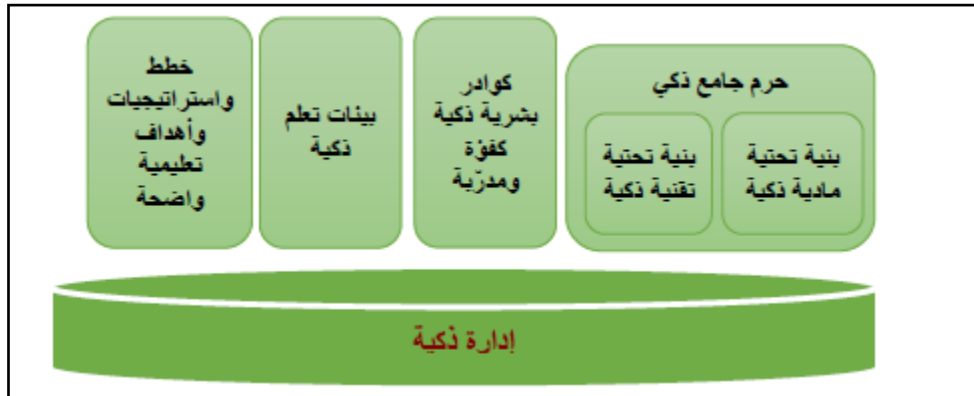 حرم جامع ذكي
بنية تحتية
مادية ذكية
بنية تحتية
تقنية ذكية
كوادر
بشرية ذكية
كفؤة
ومدرّبة
بيئات تعلم
ذكية
خطط
واستراتيجيات
وأهداف
تعليمية
واضحة
إدارة ذكية